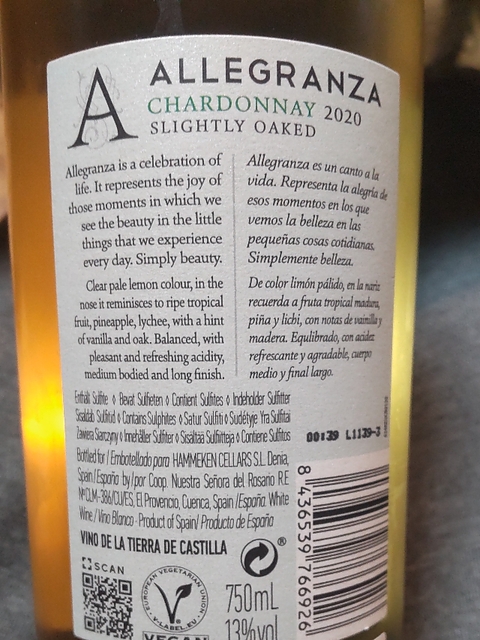 A
ALLEGRANZA
CHARDONNAY 2020
SLIGHTLY OAKED
Allegranza is a celebration of
life. It represents the joy of
those moments in which we
see the beauty in the little
things that we experience
every day. Simply beauty.
Clear pale lemon colour, in the
nose it reminisces to ripe tropical
fruit, pineapple, lychee, with a hint
of vanilla and oak. Balanced, with
pleasant and refreshing acidity,
medium bodied and long finish.
Allegranza es un canto a la
vida. Representa la alegría de
esos momentos en los que
vemos la belleza en las
pequeñas cosas cotidianas.
Simplemente belleza.
De color limón pálido, en la nariz
recuerda a fruta tropical madura,
piña y lichi, con notas de vainilla y
madera. Equlibrado, con acidez
refrescante y agradable, cuerpo
medio y final largo.
Enthält Sulfite ◊ Bevat Sulfieten ◊ Contient Sulfites ◊ Indeholder Sulfitter
Sisaldab Sulfitid ◊ Contains Sulphites ◊ Satur Sulfiti ◊ Sudėtyje Yra Sulfitai
Zawiera Siarczyny ◊ Innehåller Sulfiter ◊ Sisältää Sulfiitteja ◊ Contiene Sulfitos
Bottled for / Embotellado para HAMMEKEN CELLARS S.L. Denia,
Spain / España by / por Coop. Nuestra Señora del Rosario R.E
NºCLM-386/CU/ES, El Provencio, Cuenca, Spain / España. White
Wine / Vino Blanco · Product of Spain / Producto de España
VINO DE LA TIERRA DE CASTILLA
®
SCAN
EUROPEAN VEGETARIAN UNION
V-LABEL.EU
VEGAN
750mL
13%vol
00:39 L1139-3
8 436539 766926